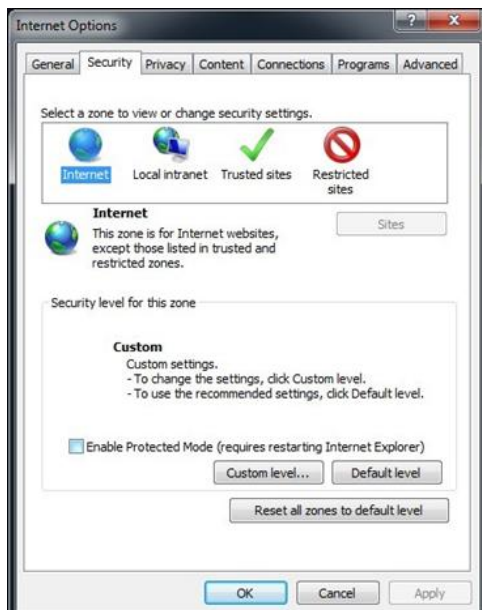 Internet Options
General Security Privacy Content Connections Programs Advanced
Select a zone to view or change security settings.
Internet Local intranet Trusted sites Restricted
sites
Internet
Sites
This zone is for Internet websites,
except those listed in trusted and
restricted zones.
Security level for this zone
Custom
Custom settings.
- To change the settings, click Custom level.
- To use the recommended settings, click Default level.
Enable Protected Mode (requires restarting Internet Explorer)
Custom level... Default level
Reset all zones to default level
OK Cancel Apply